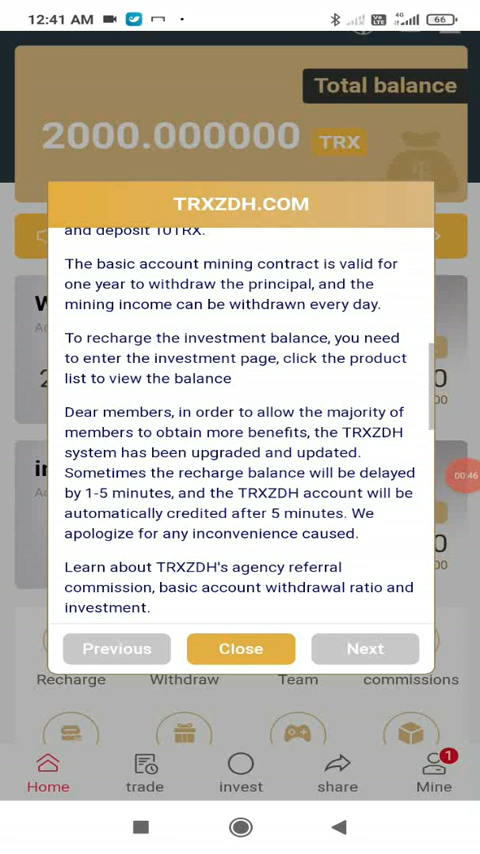 12:41 AM
4G
66
Total balance
2000.000000 TRX
TRXZDH.COM
and deposit 10TRX.
The basic account mining contract is valid for
one year to withdraw the principal, and the
mining income can be withdrawn every day.
To recharge the investment balance, you need
to enter the investment page, click the product
list to view the balance
Dear members, in order to allow the majority of
members to obtain more benefits, the TRXZDH
system has been upgraded and updated.
Sometimes the recharge balance will be delayed
by 1-5 minutes, and the TRXZDH account will be
automatically credited after 5 minutes. We
apologize for any inconvenience caused.
Learn about TRXZDH's agency referral
commission, basic account withdrawal ratio and
investment.
00:46
Previous Close Next
Recharge Withdraw Team commissions
1
Home trade invest share Mine